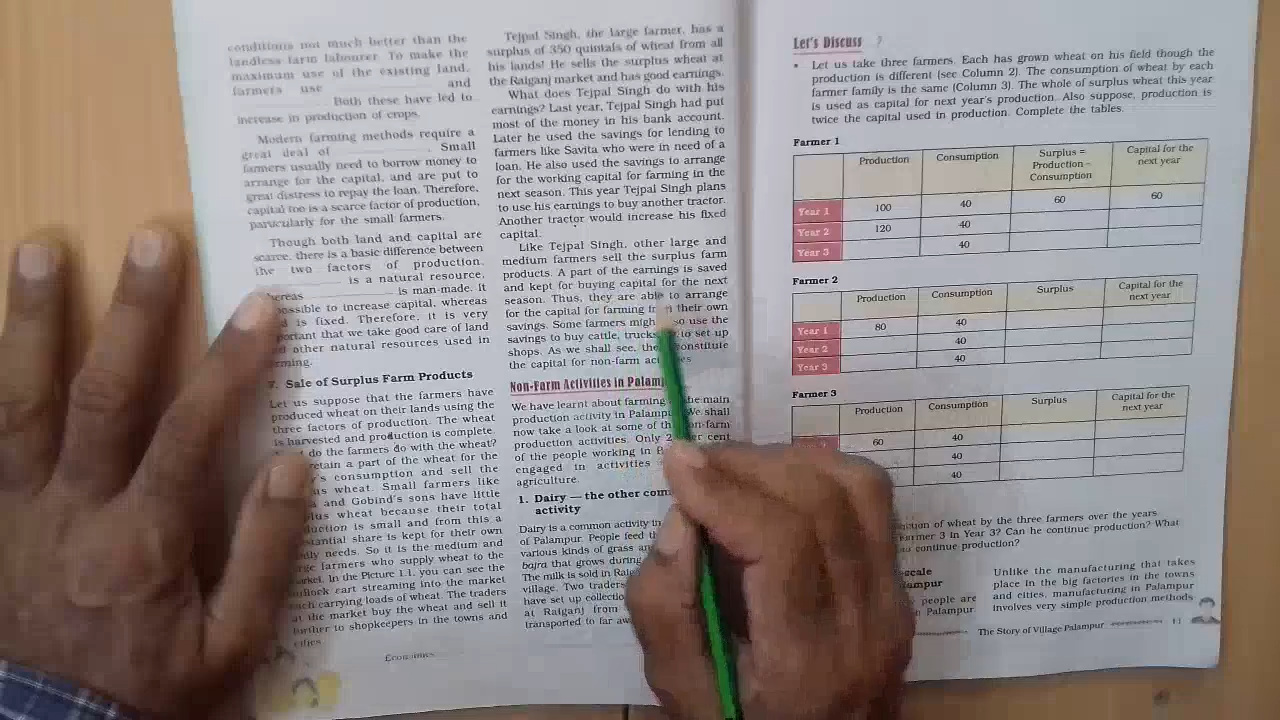 conditions not much better than the
landless farm labourer. To make the
maximum use of the existing land,
farmers use ____________ and
____________. Both these have led to
increase in production of crops.
Modern farming methods require a
great deal of ____________. Small
farmers usually need to borrow money to
arrange for the capital, and are put to
great distress to repay the loan. Therefore,
capital too is a scarce factor of production,
particularly for the small farmers.
Though both land and capital are
scarce, there is a basic difference between
the two factors of production.
____________ is a natural resource,
____________ is man-made. It
possible to increase capital, whereas
is fixed. Therefore, it is very
that we take good care of land
other natural resources used in
7. Sale of Surplus Farm Products
Let us suppose that the farmers have
produced wheat on their lands using the
three factors of production. The wheat
is harvested and production is complete.
do the farmers do with the wheat?
retain a part of the wheat for the
consumption and sell the
wheat. Small farmers like
and Gobind's sons have little
wheat because their total
is small and from this a
share is kept for their own
needs. So it is the medium and
farmers who supply wheat to the
In the Picture 1.1, you can see the
cart streaming into the market
carrying loads of wheat. The traders
at the market buy the wheat and sell it
further to shopkeepers in the towns and
cities.
Economics
Tejpal Singh, the large farmer, has a
surplus of 350 quintals of wheat from all
his lands! He sells the surplus wheat at
the Raiganj market and has good earnings.
What does Tejpal Singh do with his
earnings? Last year, Tejpal Singh had put
most of the money in his bank account.
Later he used the savings for lending to
farmers like Savita who were in need of a
loan. He also used the savings to arrange
for the working capital for farming in the
next season. This year Tejpal Singh plans
to use his earnings to buy another tractor.
Another tractor would increase his fixed
capital.
Like Tejpal Singh, other large and
medium farmers sell the surplus farm
products. A part of the earnings is saved
and kept for buying capital for the next
season. Thus, they are able to arrange
for the capital for farming from their own
savings. Some farmers might also use the
savings to buy cattle, trucks, to set up
shops. As we shall see, constitute
the capital for non-farm activities
Non-Farm Activities in
We have learnt about farming the main
production activity in We shall
now take a look at some of the non-farm
production activities. Only per cent
of the people working in
engaged in activities
agriculture.
1. Dairy — the other
activity
Dairy is a common activity in
of Palampur. People feed
various kinds of grass
bajra that grows during
The milk is sold in
village. Two traders
have set up
at Raiganj from
transported to far
Let's Discuss ?
• Let us take three farmers. Each has grown wheat on his field though the
production is different (see Column 2). The consumption of wheat by each
farmer family is the same (Column 3). The whole of surplus wheat this year
is used as capital for next year's production. Also suppose, production is
twice the capital used in production. Complete the tables.
Farmer 1
Production Consumption Surplus = Production – Consumption Capital for the next year
Year 1 100 40 60 60
Year 2 120 40
Year 3 40
Farmer 2
Production Consumption Surplus Capital for the next year
Year 1 80 40
Year 2 40
Year 3 40
Farmer 3
Production Consumption Surplus Capital for the next year
60 40
40
40
of wheat by the three farmers over the years
Farmer 3 in Year 3? Can he continue production? What
to continue production?
people are
Palampur
Unlike the manufacturing that takes
place in the big factories in the towns
and cities, manufacturing in Palampur
involves very simple production methods
The Story of Village Palampur 11